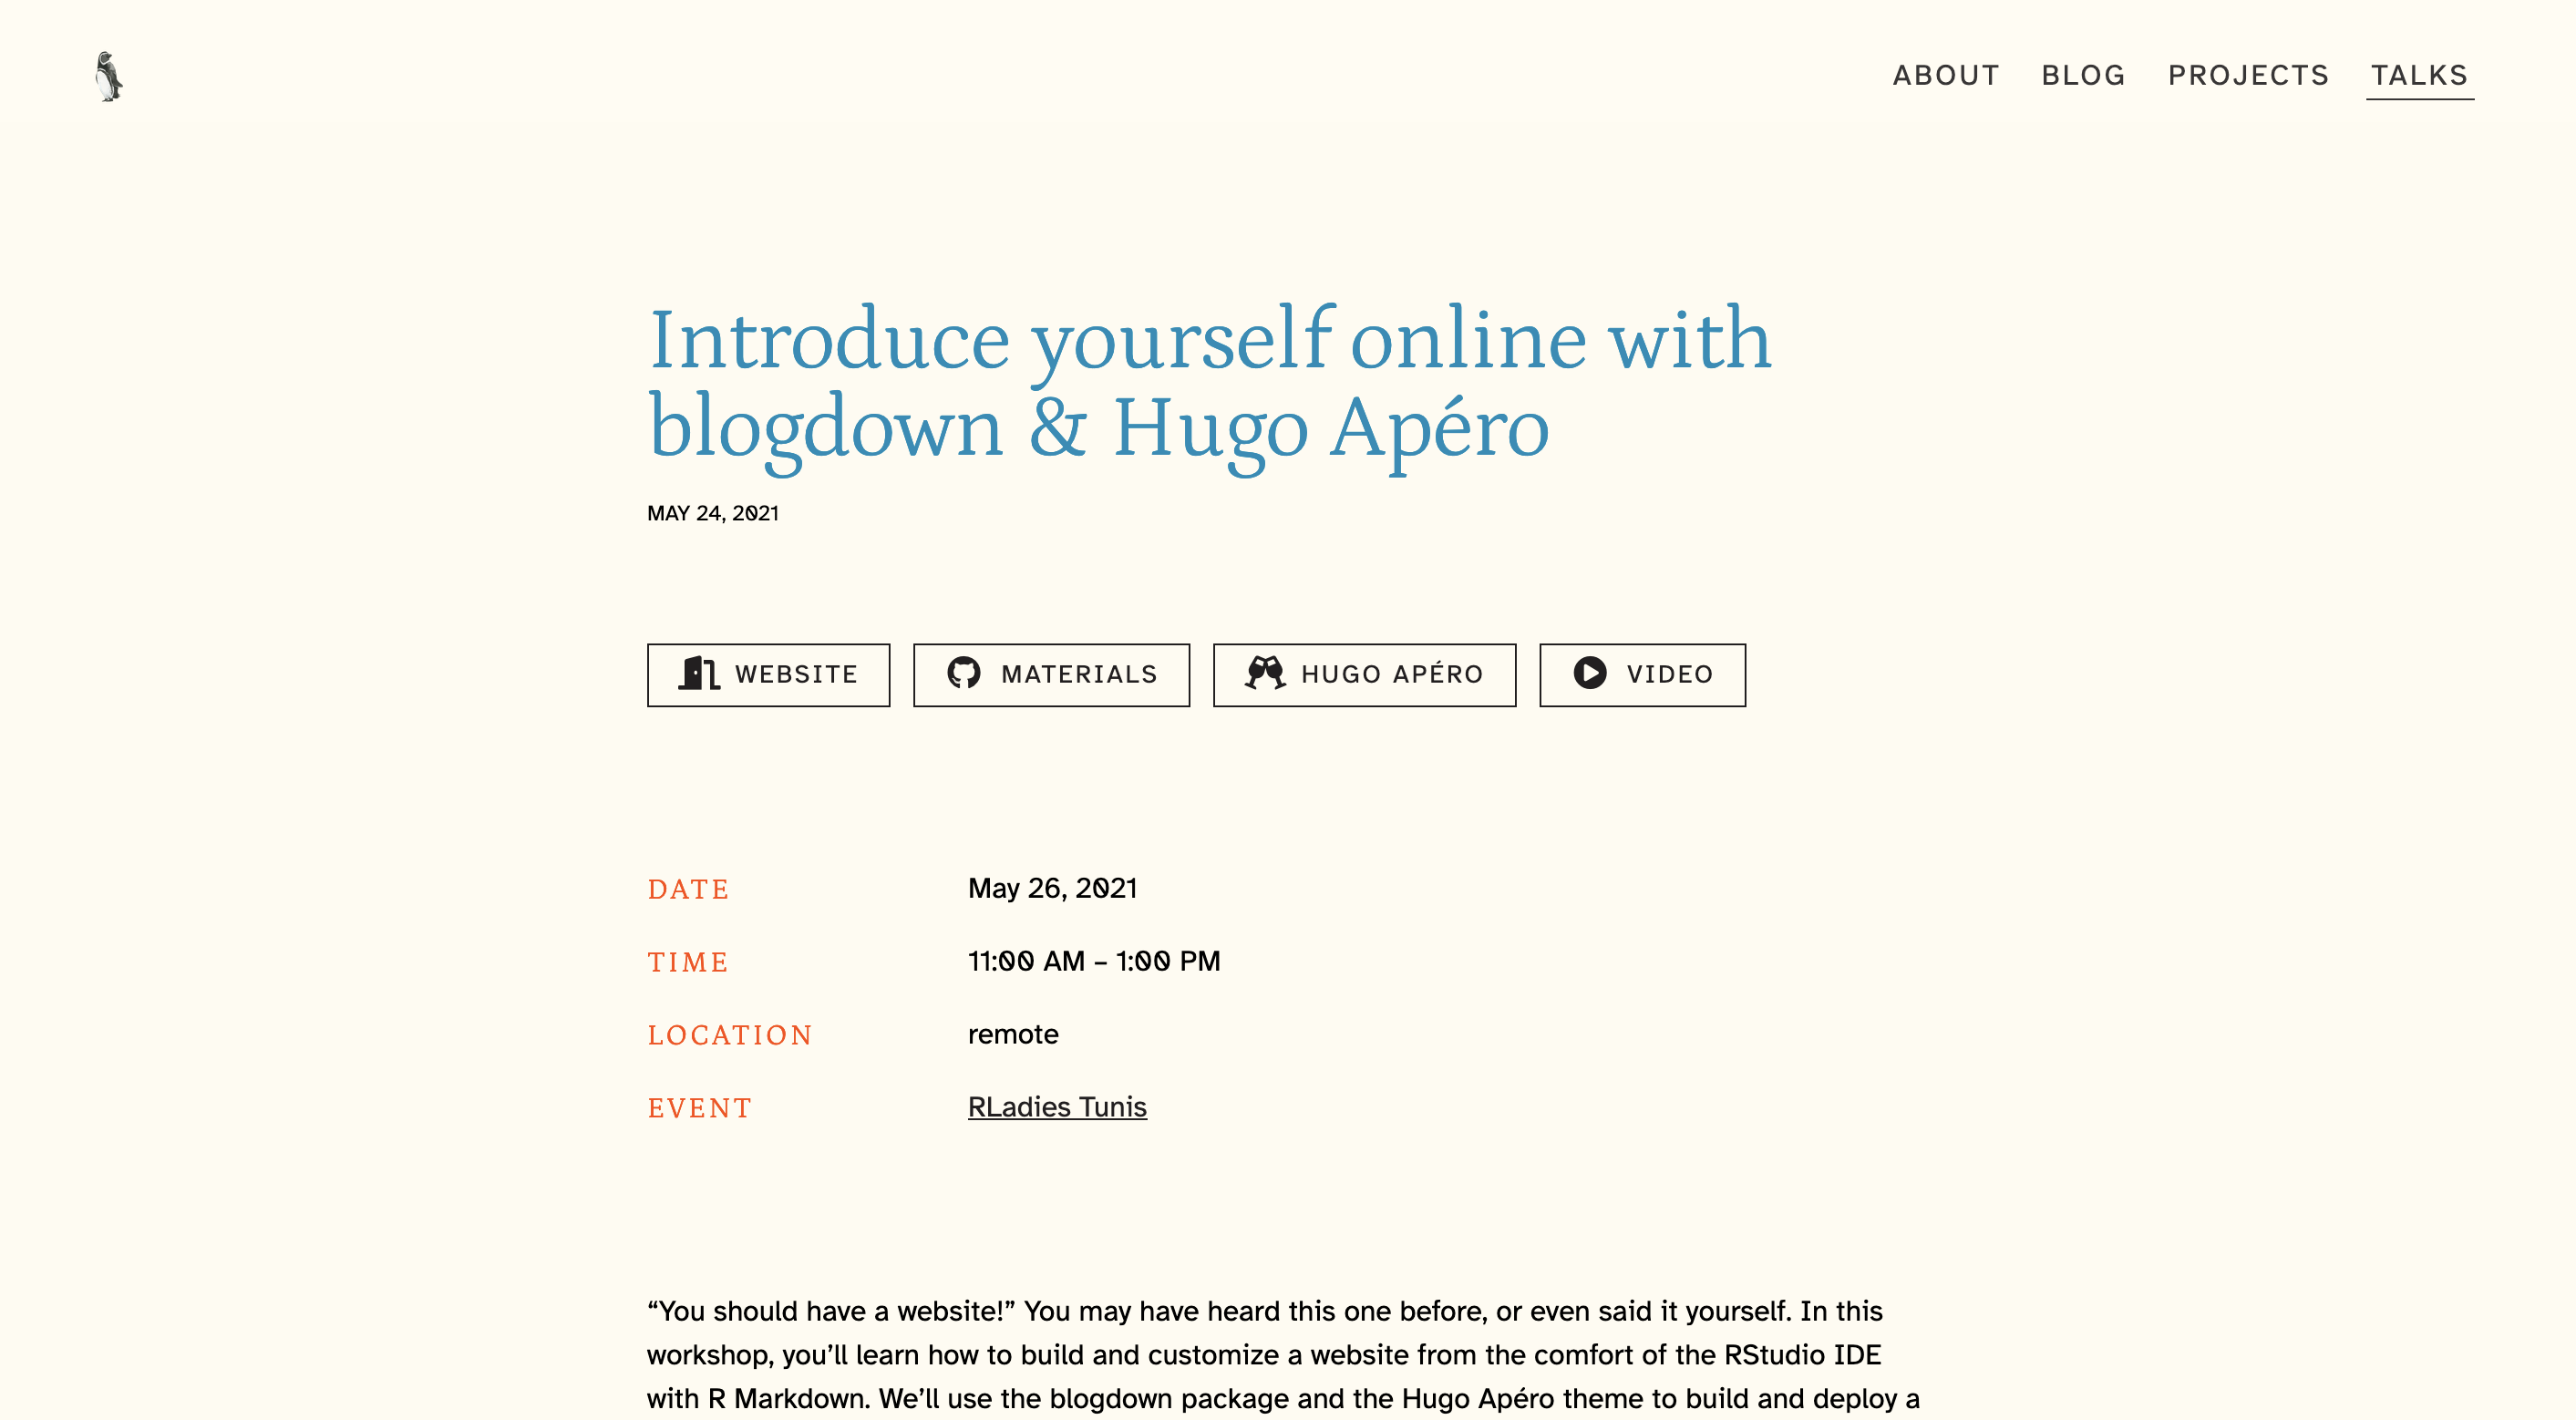 ABOUT BLOG PROJECTS TALKS
Introduce yourself online with
blogdown & Hugo Apéro
MAY 24, 2021
WEBSITE MATERIALS HUGO APÉRO VIDEO
DATE May 26, 2021
TIME 11:00 AM – 1:00 PM
LOCATION remote
EVENT RLadies Tunis
“You should have a website!” You may have heard this one before, or even said it yourself. In this
workshop, you’ll learn how to build and customize a website from the comfort of the RStudio IDE
with R Markdown. We’ll use the blogdown package and the Hugo Apéro theme to build and deploy a